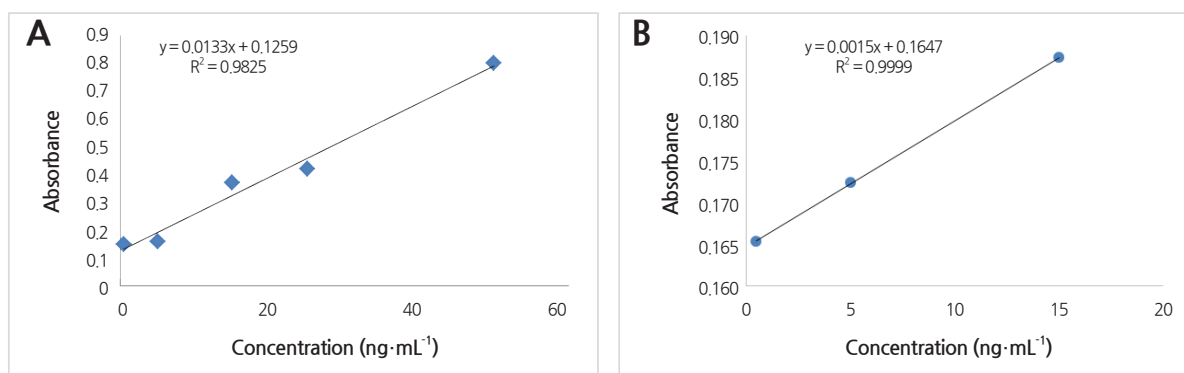 A
y = 0.0133x + 0.1259
R² = 0.9825
Absorbance
0.9
0.8
0.7
0.6
0.5
0.4
0.3
0.2
0.1
0
0 20 40 60
Concentration (ng·mL⁻¹)
B
y = 0.0015x + 0.1647
R² = 0.9999
Absorbance
0.190
0.185
0.180
0.175
0.170
0.165
0.160
0 5 10 15 20
Concentration (ng·mL⁻¹)